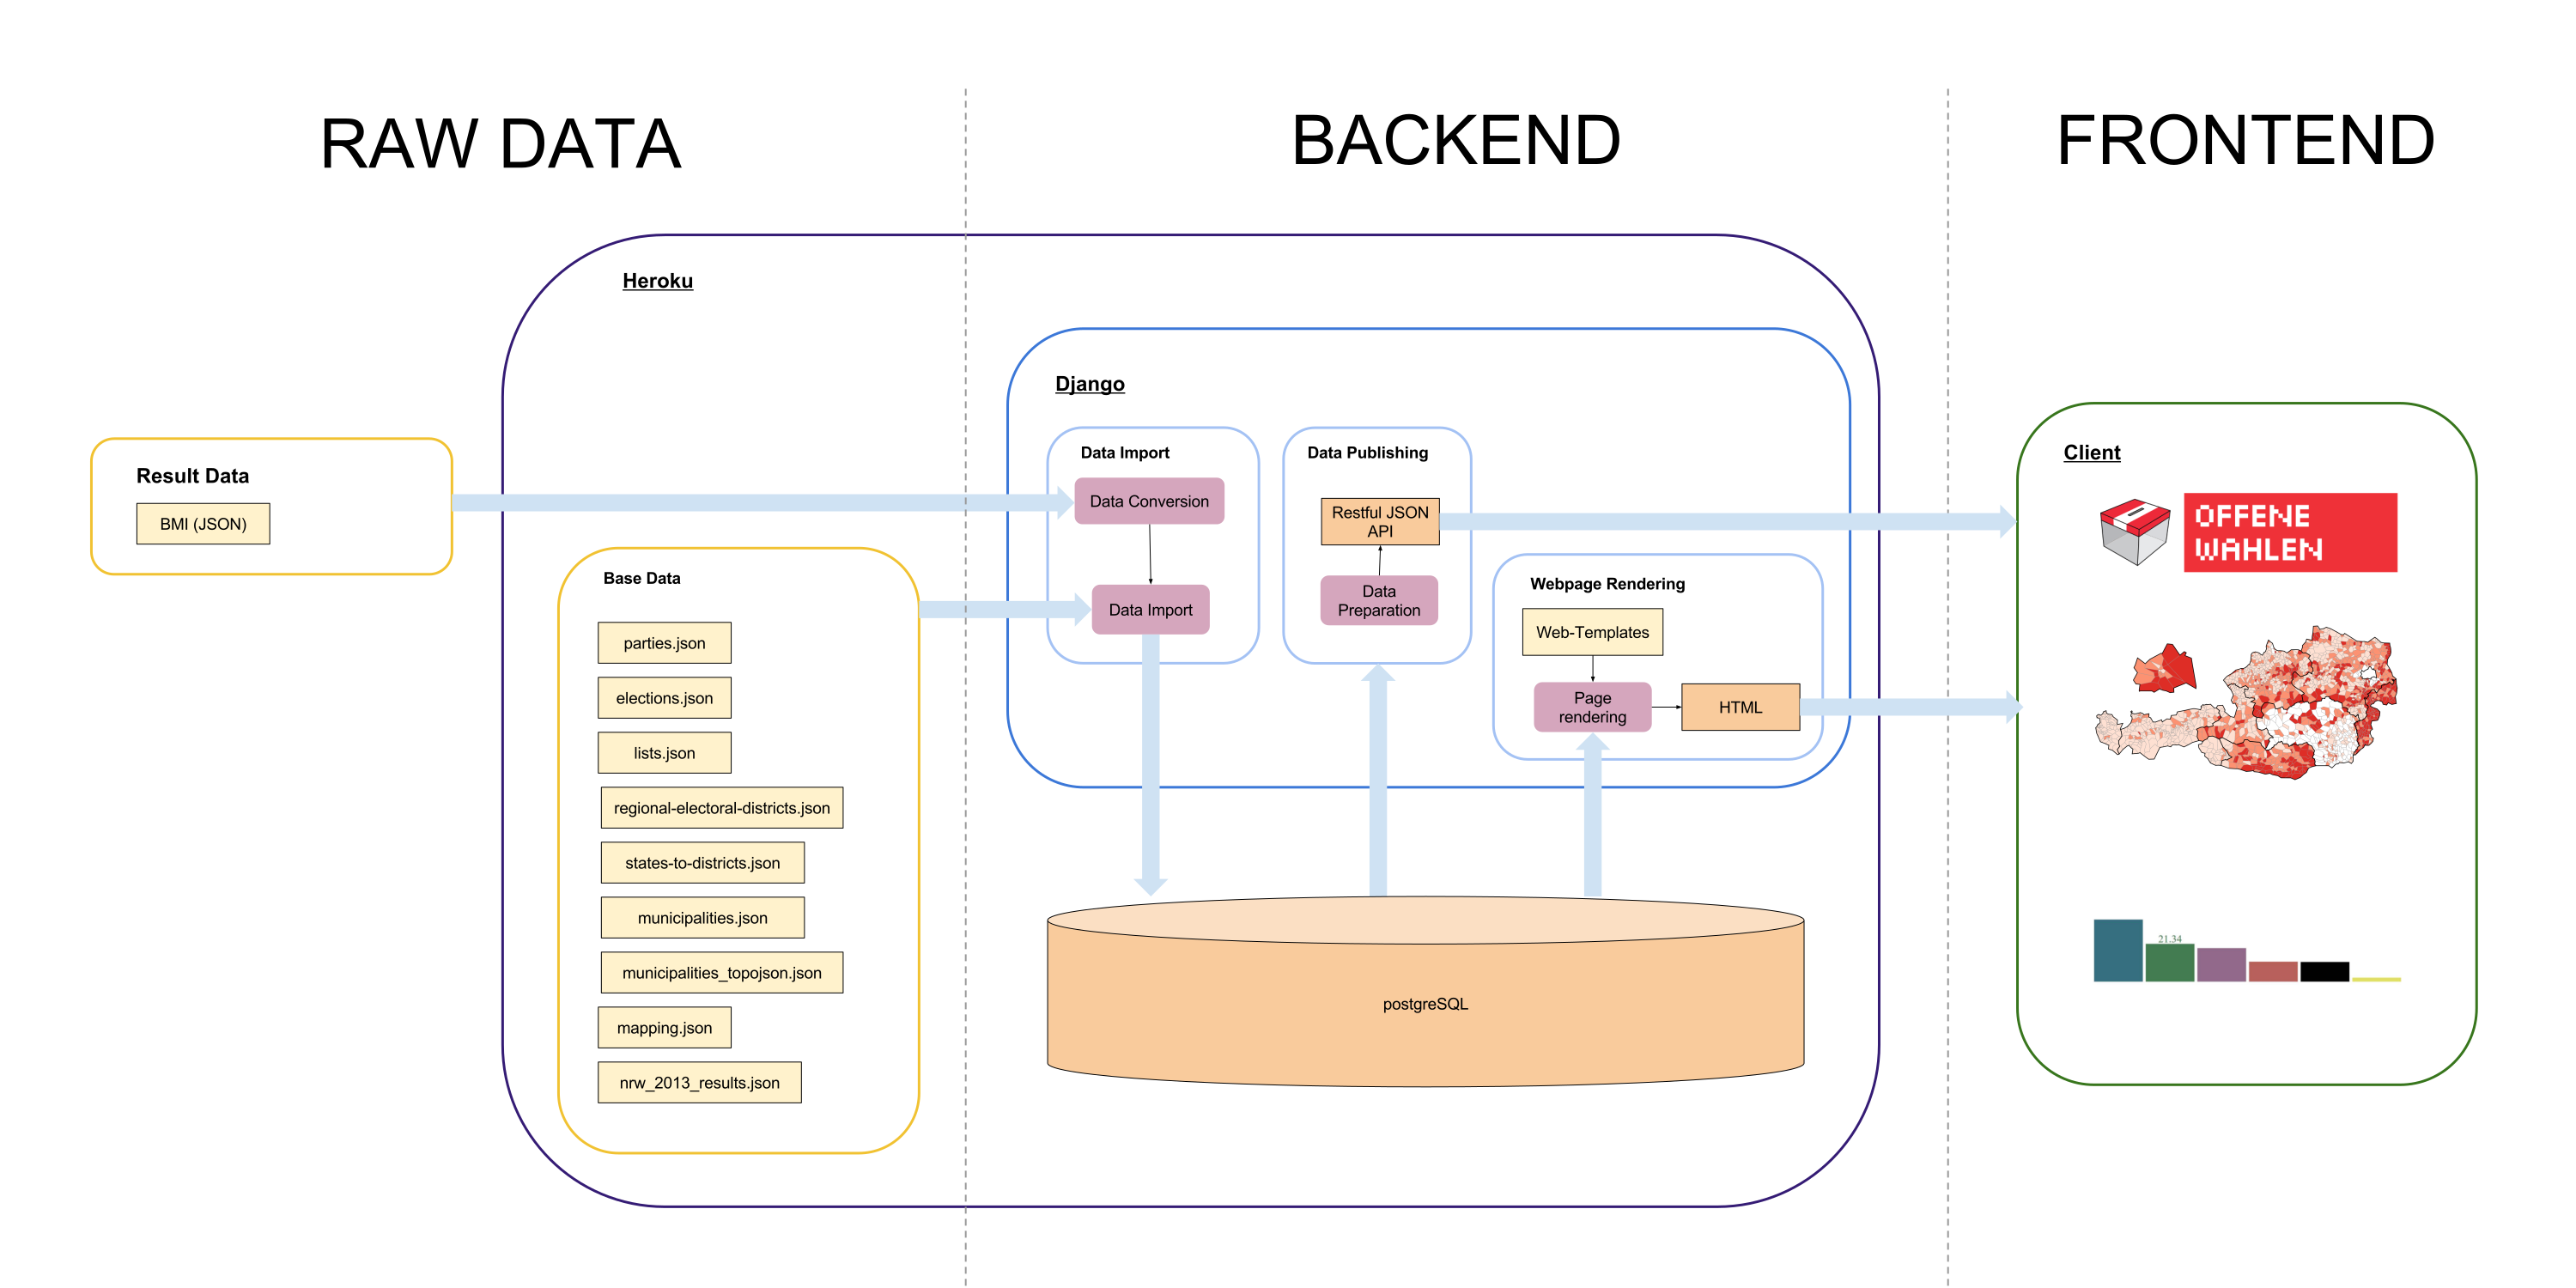 RAW DATA
BACKEND
FRONTEND
Heroku
Result Data
BMI (JSON)
Base Data
parties.json
elections.json
lists.json
regional-electoral-districts.json
states-to-districts.json
municipalities.json
municipalities_topojson.json
mapping.json
nrw_2013_results.json
Django
Data Import
Data Conversion
Data Import
Data Publishing
Restful JSON
API
Data
Preparation
Webpage Rendering
Web-Templates
Page
rendering
HTML
postgreSQL
Client
OFFENE
WAHLEN
21.34